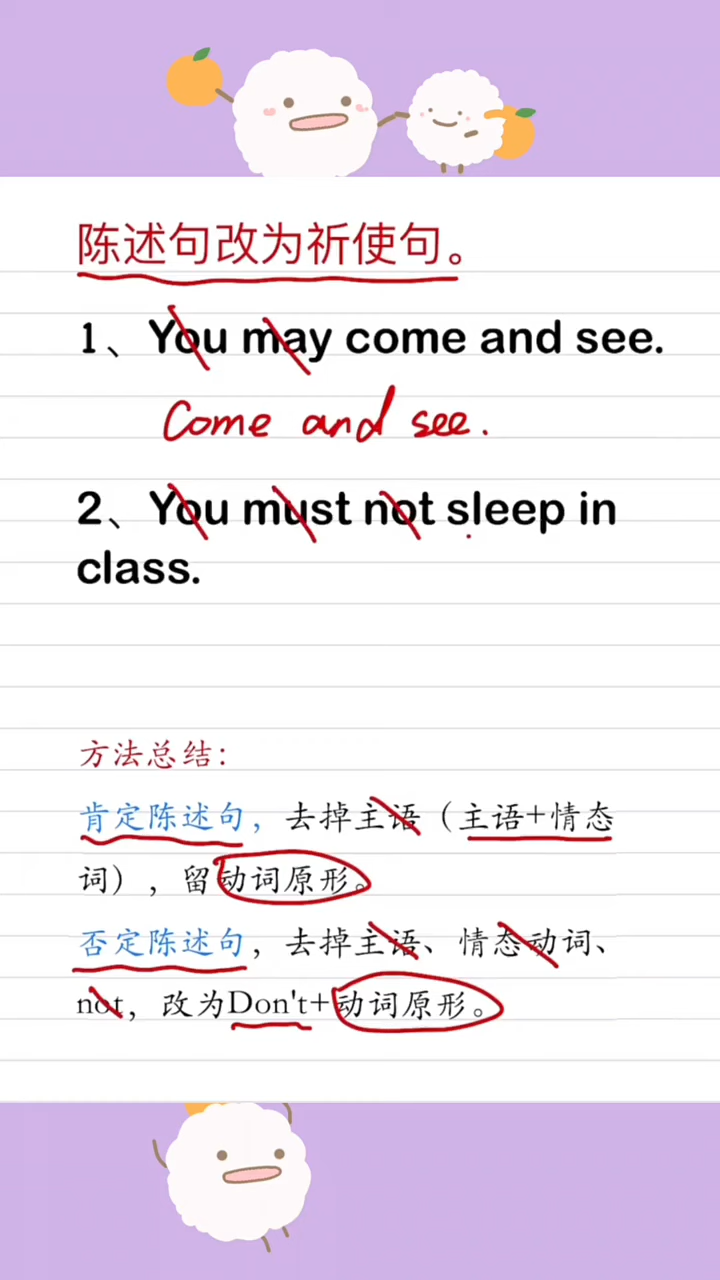 陈述句改为祈使句。
1、You may come and see.
Come and see.
2、You must not sleep in
class.
方法总结：
肯定陈述句，去掉主语（主语+情态
词），留动词原形。
否定陈述句，去掉主语、情态动词、
not，改为Don't+动词原形。